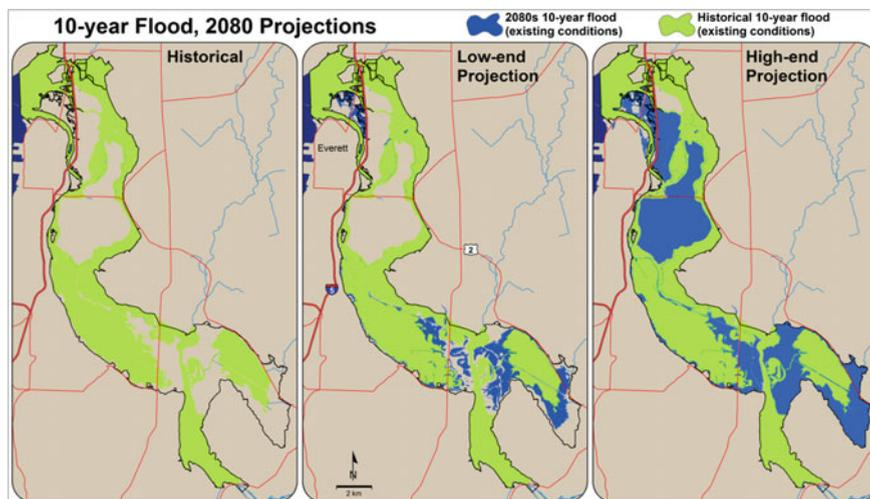 10-year Flood, 2080 Projections
2080s 10-year flood
(existing conditions)
Historical 10-year flood
(existing conditions)
Historical
Low-end
Projection
High-end
Projection
Everett
2
5
N
2 km